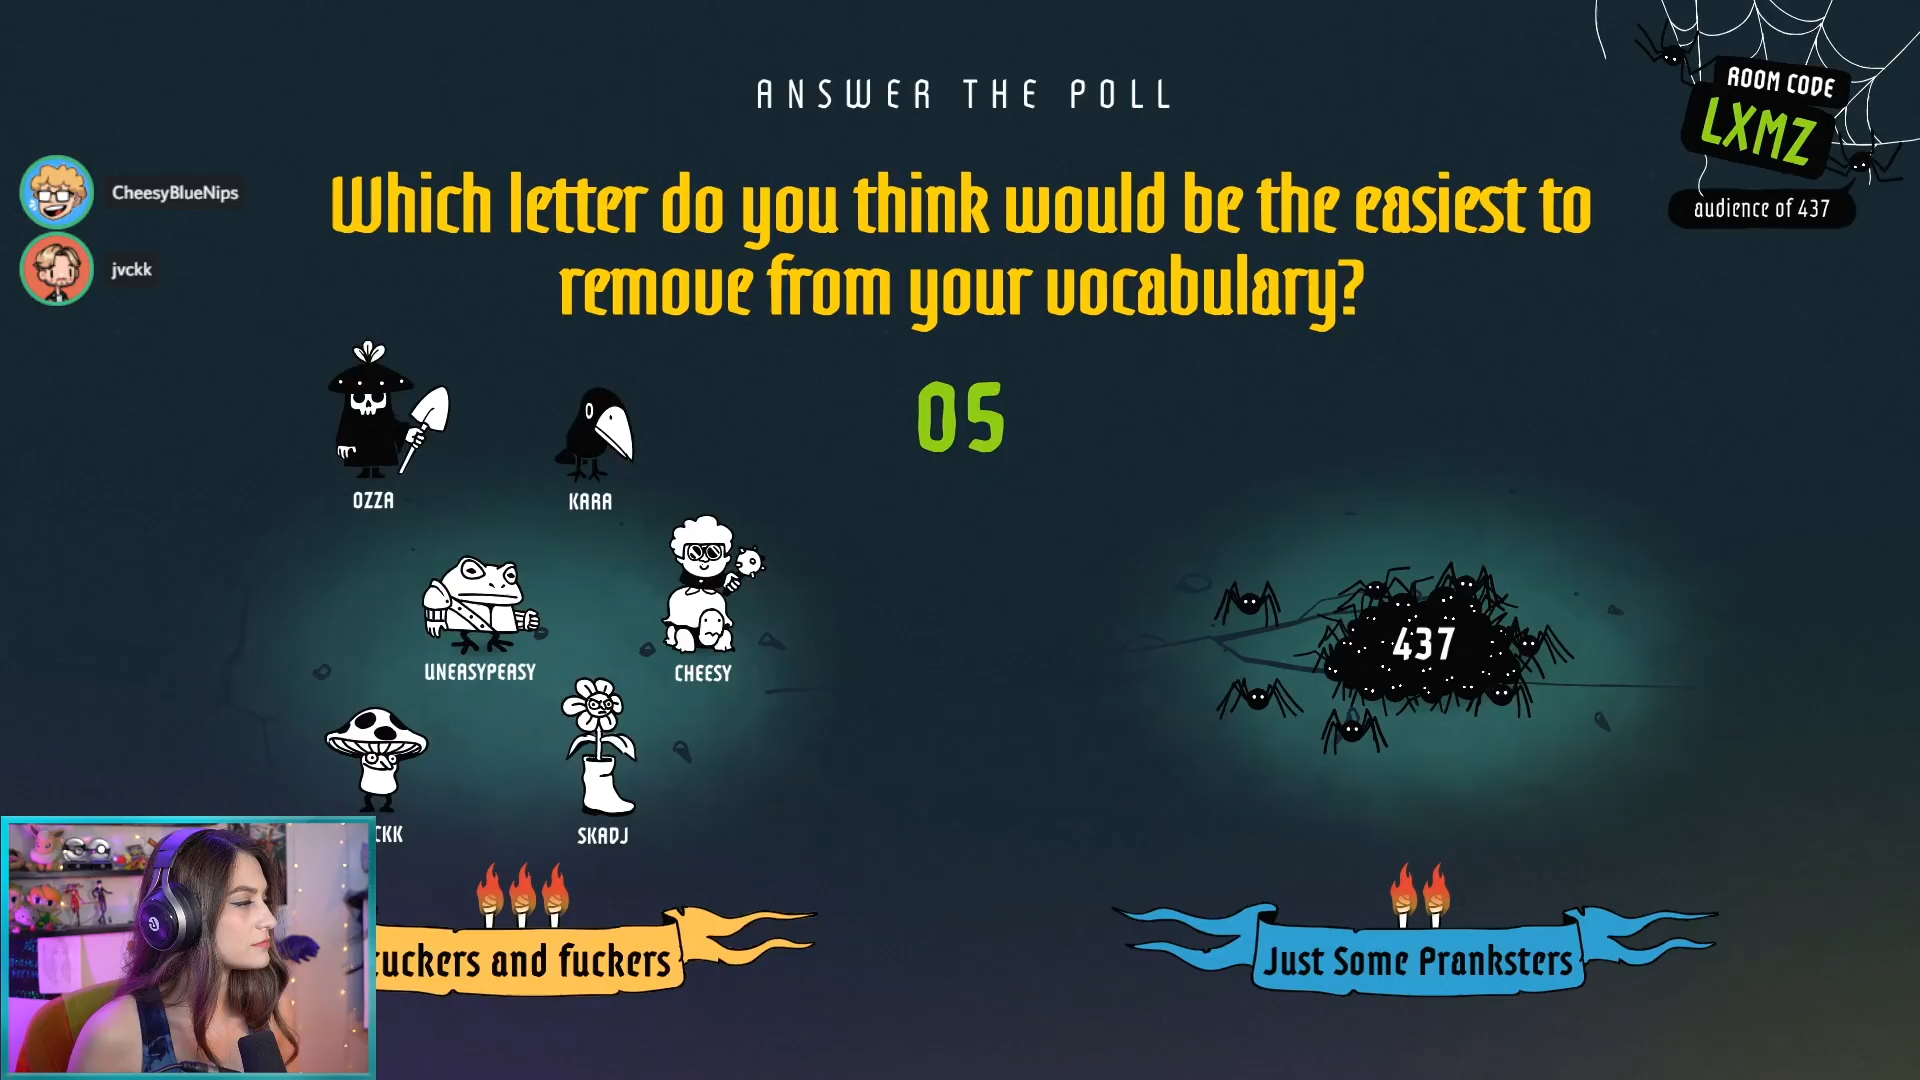 ANSWER THE POLL
ROOM CODE
LXMZ
audience of 437
CheesyBlueNips
jvckk
Which letter do you think would be the easiest to
remove from your vocabulary?
05
OZZA
KARA
UNEASYPEASY
CHEESY
437
CKK
SKADJ
uckers and fuckers
Just Some Pranksters